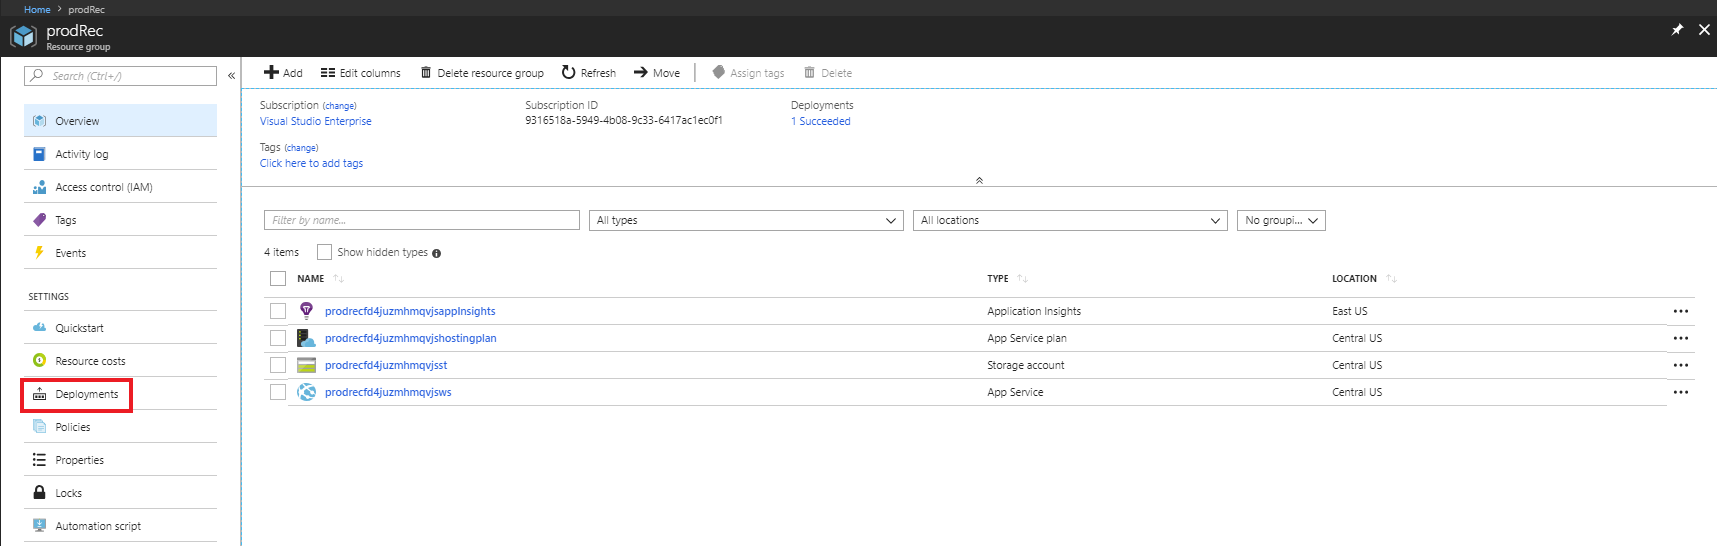 Home > prodRec
prodRec
Resource group
Search (Ctrl+/)
«
Overview
Activity log
Access control (IAM)
Tags
Events
SETTINGS
Quickstart
Resource costs
Deployments
Policies
Properties
Locks
Automation script
Add Edit columns Delete resource group Refresh Move Assign tags Delete
Subscription (change) Subscription ID Deployments
Visual Studio Enterprise 9316518a-5949-4b08-9c33-6417ac1ec0f1 1 Succeeded
Tags (change)
Click here to add tags
Filter by name... All types All locations No groupi...
4 items Show hidden types
NAME TYPE LOCATION
prodrecfd4juzmhmqvjsappInsights Application Insights East US
prodrecfd4juzmhmqvjshostingplan App Service plan Central US
prodrecfd4juzmhmqvjsst Storage account Central US
prodrecfd4juzmhmqvjsws App Service Central US